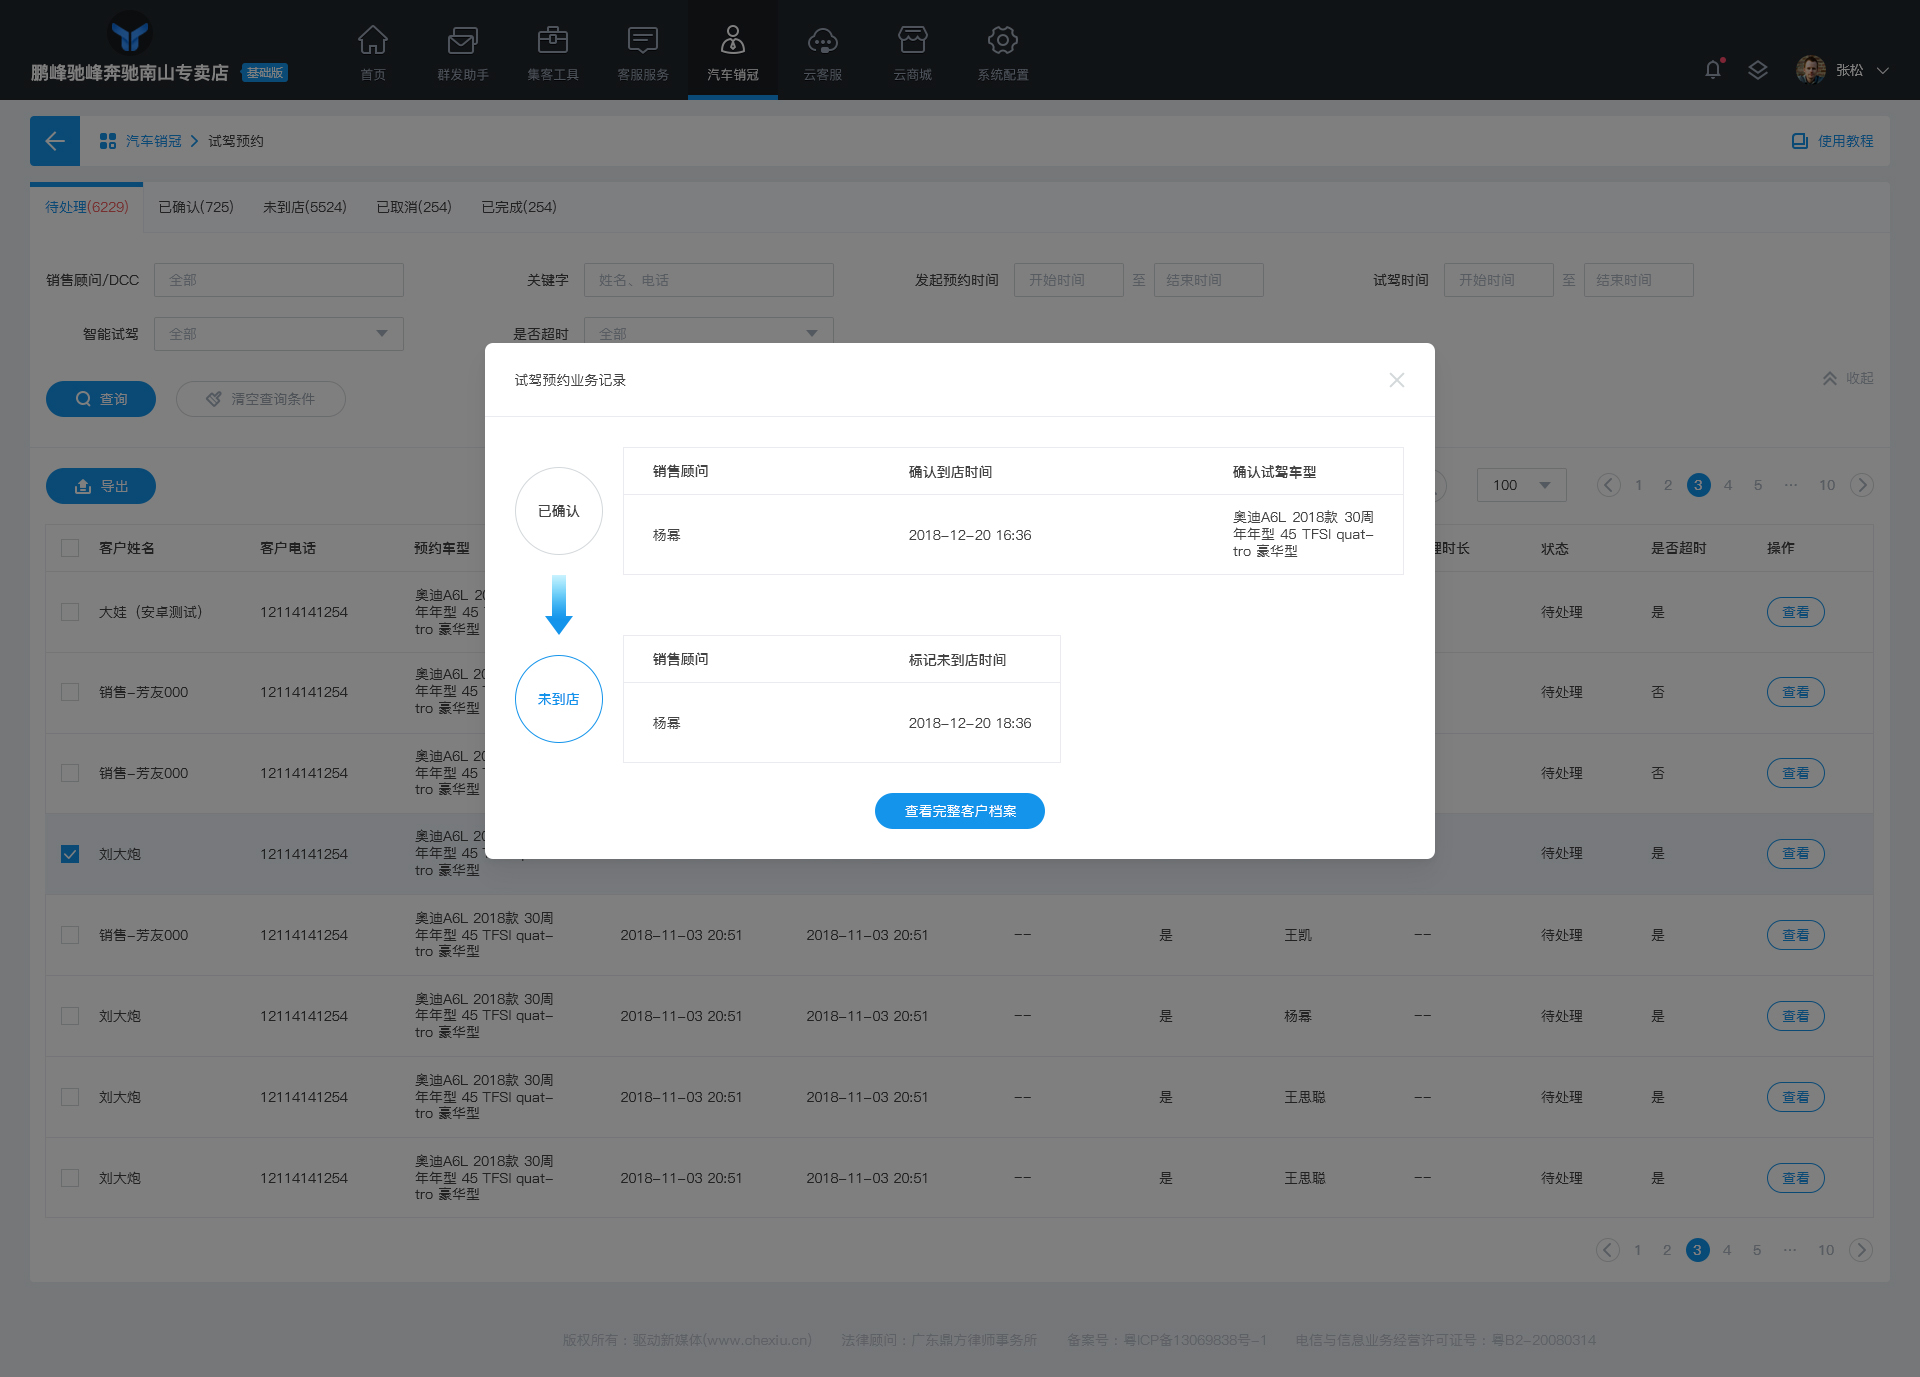 鹏峰驰峰奔驰南山专卖店 基础版
首页 群发助手 集客工具 客服服务 汽车销冠 云客服 云商城 系统配置
张松
汽车销冠 试驾预约
使用教程
待处理(6229) 已确认(725) 未到店(5524) 已取消(254) 已完成(254)
销售顾问/DCC 全部 关键字 姓名、电话 发起预约时间 开始时间 至 结束时间 试驾时间 开始时间 至 结束时间
智能试驾 全部 是否超时 全部
查询 清空查询条件
收起
试驾预约业务记录
已确认
销售顾问 确认到店时间 确认试驾车型
杨幂 2018-12-20 16:36 奥迪A6L 2018款 30周
年年型 45 TFSI quat-
tro 豪华型
未到店
销售顾问 标记未到店时间
杨幂 2018-12-20 18:36
查看完整客户档案
导出
100 1 2 3 4 5 ··· 10
客户姓名 客户电话 预约车型 理时长 状态 是否超时 操作
大娃（安卓测试） 12114141254 奥迪A6L 20
年年型 45 T
tro 豪华型
待处理 是 查看
销售-芳友000 12114141254 奥迪A6L 20
年年型 45 T
tro 豪华型
待处理 否 查看
销售-芳友000 12114141254 奥迪A6L 20
年年型 45 T
tro 豪华型
待处理 否 查看
刘大炮 12114141254 奥迪A6L 20
年年型 45 T
tro 豪华型
待处理 是 查看
销售-芳友000 12114141254 奥迪A6L 2018款 30周
年年型 45 TFSI quat-
tro 豪华型
2018-11-03 20:51 2018-11-03 20:51 -- 是 王凯 -- 待处理 是 查看
刘大炮 12114141254 奥迪A6L 2018款 30周
年年型 45 TFSI quat-
tro 豪华型
2018-11-03 20:51 2018-11-03 20:51 -- 是 杨幂 -- 待处理 是 查看
刘大炮 12114141254 奥迪A6L 2018款 30周
年年型 45 TFSI quat-
tro 豪华型
2018-11-03 20:51 2018-11-03 20:51 -- 是 王思聪 -- 待处理 是 查看
刘大炮 12114141254 奥迪A6L 2018款 30周
年年型 45 TFSI quat-
tro 豪华型
2018-11-03 20:51 2018-11-03 20:51 -- 是 王思聪 -- 待处理 是 查看
1 2 3 4 5 ··· 10
版权所有：驱动新媒体(www.chexiu.cn) 法律顾问：广东鼎方律师事务所 备案号：粤ICP备13069838号-1 电信与信息业务经营许可证号：粤B2-20080314